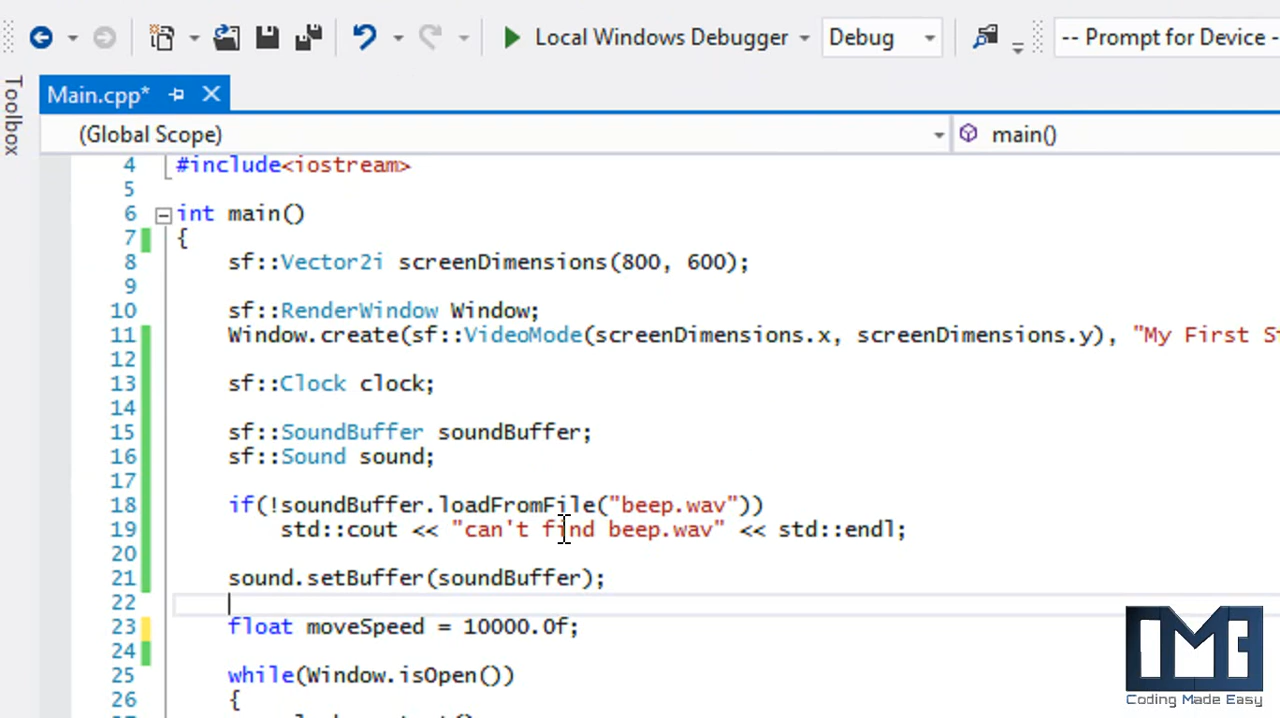 Local Windows Debugger Debug -- Prompt for Device -
Toolbox
Main.cpp*
(Global Scope) main()
4 #include<iostream>
5
6 int main()
7 {
8 sf::Vector2i screenDimensions(800, 600);
9
10 sf::RenderWindow Window;
11 Window.create(sf::VideoMode(screenDimensions.x, screenDimensions.y), "My First S
12
13 sf::Clock clock;
14
15 sf::SoundBuffer soundBuffer;
16 sf::Sound sound;
17
18 if(!soundBuffer.loadFromFile("beep.wav"))
19 std::cout << "can't find beep.wav" << std::endl;
20
21 sound.setBuffer(soundBuffer);
22
23 float moveSpeed = 10000.0f;
24
25 while(Window.isOpen())
26 {
CME
Coding Made Easy